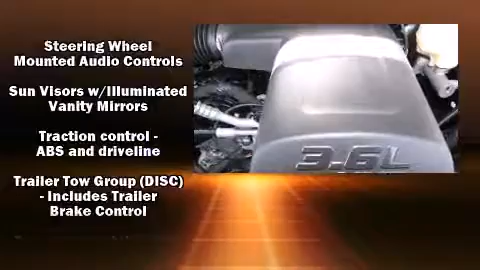 Steering Wheel
Mounted Audio Controls
Sun Visors w/Illuminated
Vanity Mirrors
Traction control -
ABS and driveline
Trailer Tow Group (DISC)
- Includes Trailer
Brake Control
3.6L